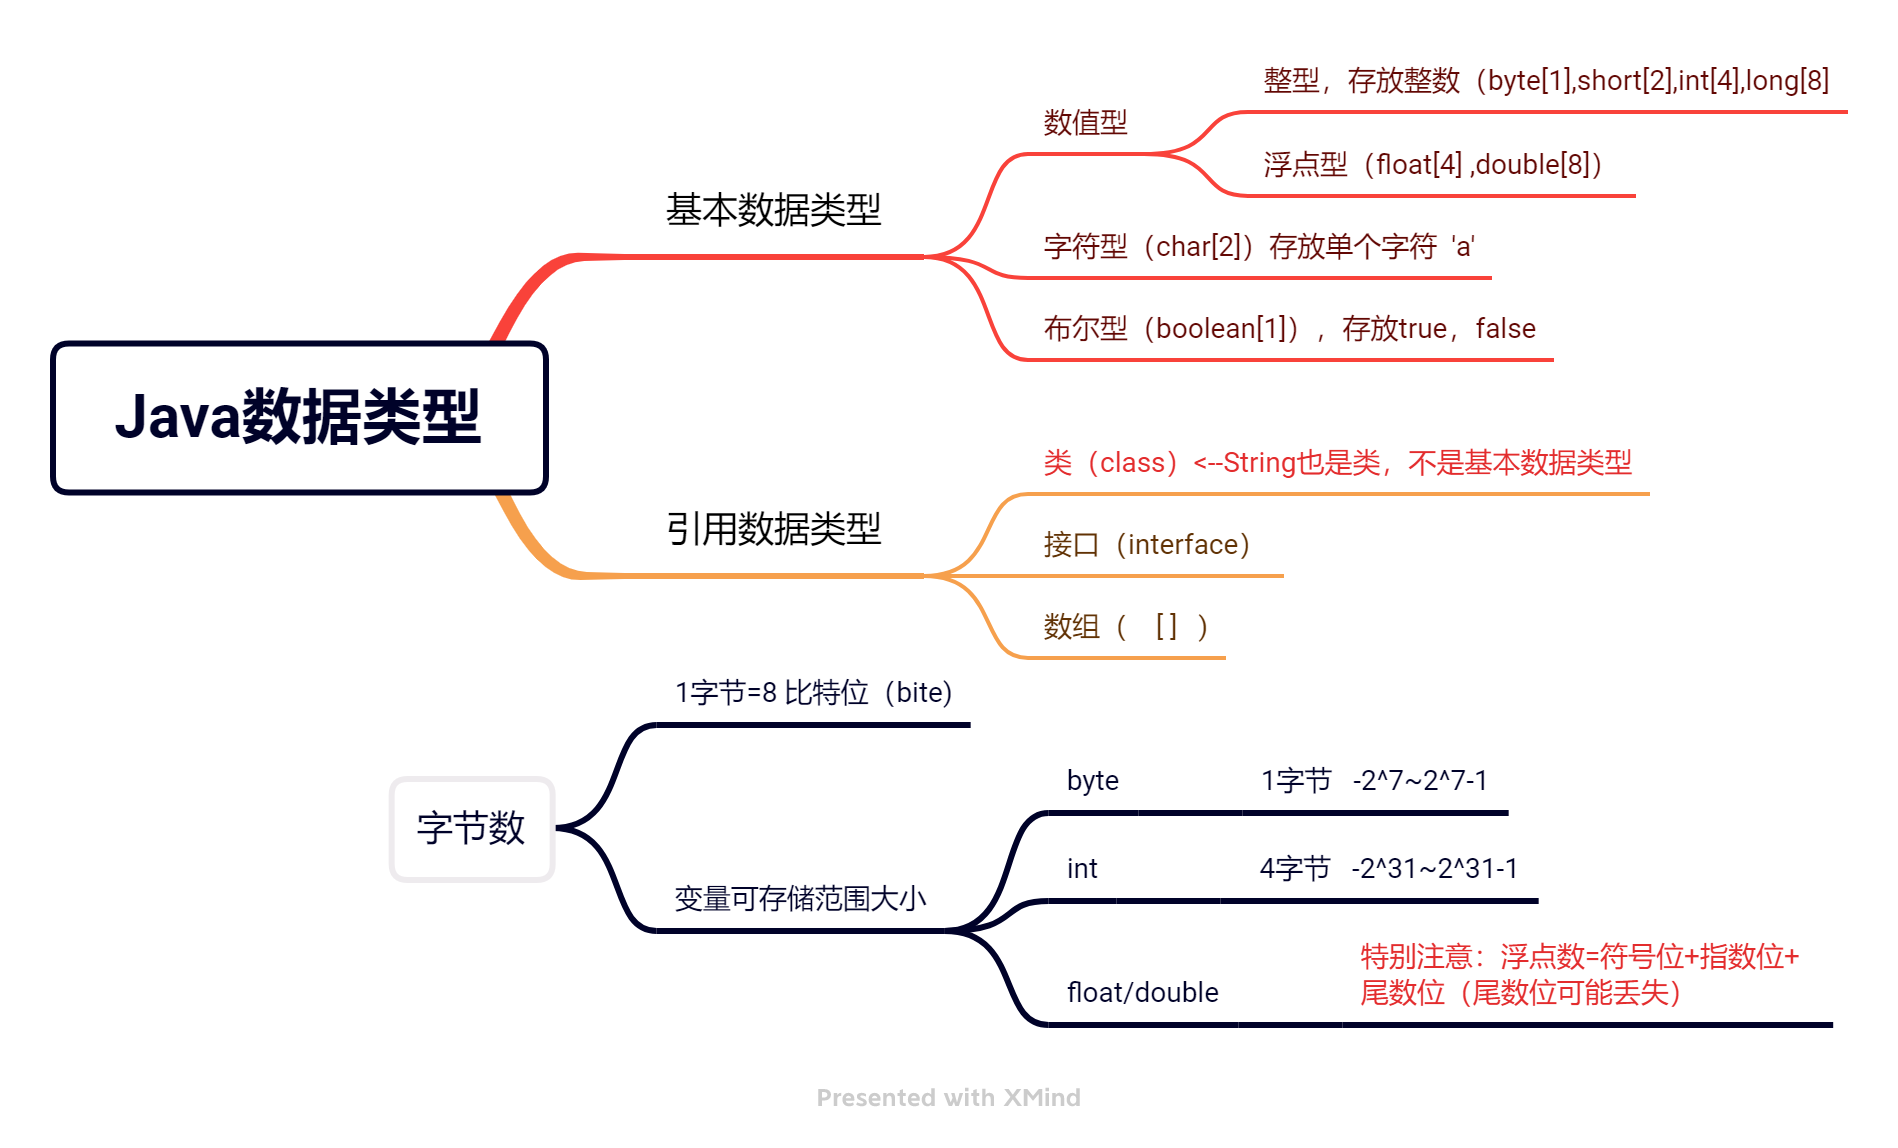 Java数据类型
基本数据类型
数值型
整型，存放整数（byte[1],short[2],int[4],long[8]
浮点型（float[4] ,double[8]）
字符型（char[2]）存放单个字符 'a'
布尔型（boolean[1]），存放true，false
引用数据类型
类（class）<--String也是类，不是基本数据类型
接口（interface）
数组（ [ ] ）
字节数
1字节=8 比特位（bite)
变量可存储范围大小
byte
1字节 -2^7~2^7-1
int
4字节 -2^31~2^31-1
float/double
特别注意：浮点数=符号位+指数位+
尾数位（尾数位可能丢失）
Presented with XMind